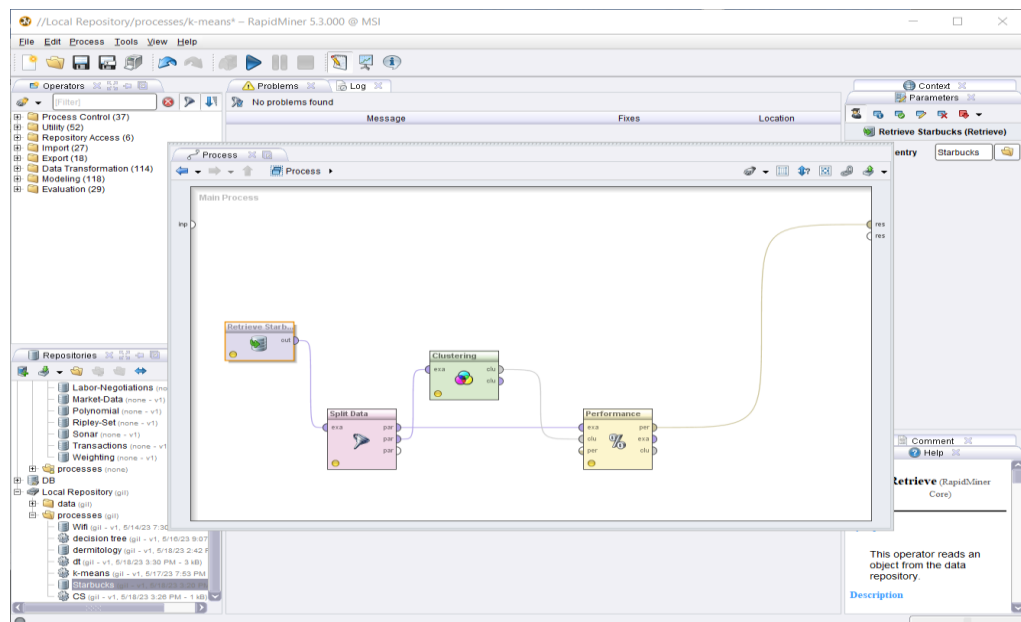 //Local Repository/processes/k-means* – RapidMiner 5.3.000 @ MSI
File Edit Process Tools View Help
Operators
[Filter]
Process Control (37)
Utility (52)
Repository Access (6)
Import (27)
Export (18)
Data Transformation (114)
Modeling (118)
Evaluation (29)
Problems
Log
No problems found
Message Fixes Location
Context
Parameters
Retrieve Starbucks (Retrieve)
entry Starbucks
Process
Process
Main Process
inp
res
res
Retrieve Starb...
out
Clustering
exa clu
clu
Split Data
exa par
par
par
Performance
exa per
clu exa
per clu
Repositories
Labor-Negotiations (no
Market-Data (none - v1)
Polynomial (none - v1)
Ripley-Set (none - v1)
Sonar (none - v1)
Transactions (none - v1
Weighting (none - v1)
processes (none)
DB
Local Repository (gil)
data (gil)
processes (gil)
Wifi (gil - v1, 5/14/23 7:30
decision tree (gil - v1, 5/16/23 9:07
dermitology (gil - v1, 5/18/23 2:42 P
dt (gil - v1, 5/18/23 3:30 PM - 3 kB)
k-means (gil - v1, 5/17/23 7:53 PM
Starbucks
CS (gil - v1, 5/18/23 3:26 PM - 1 kB)
Comment
Help
Retrieve (RapidMiner
Core)
This operator reads an
object from the data
repository.
Description